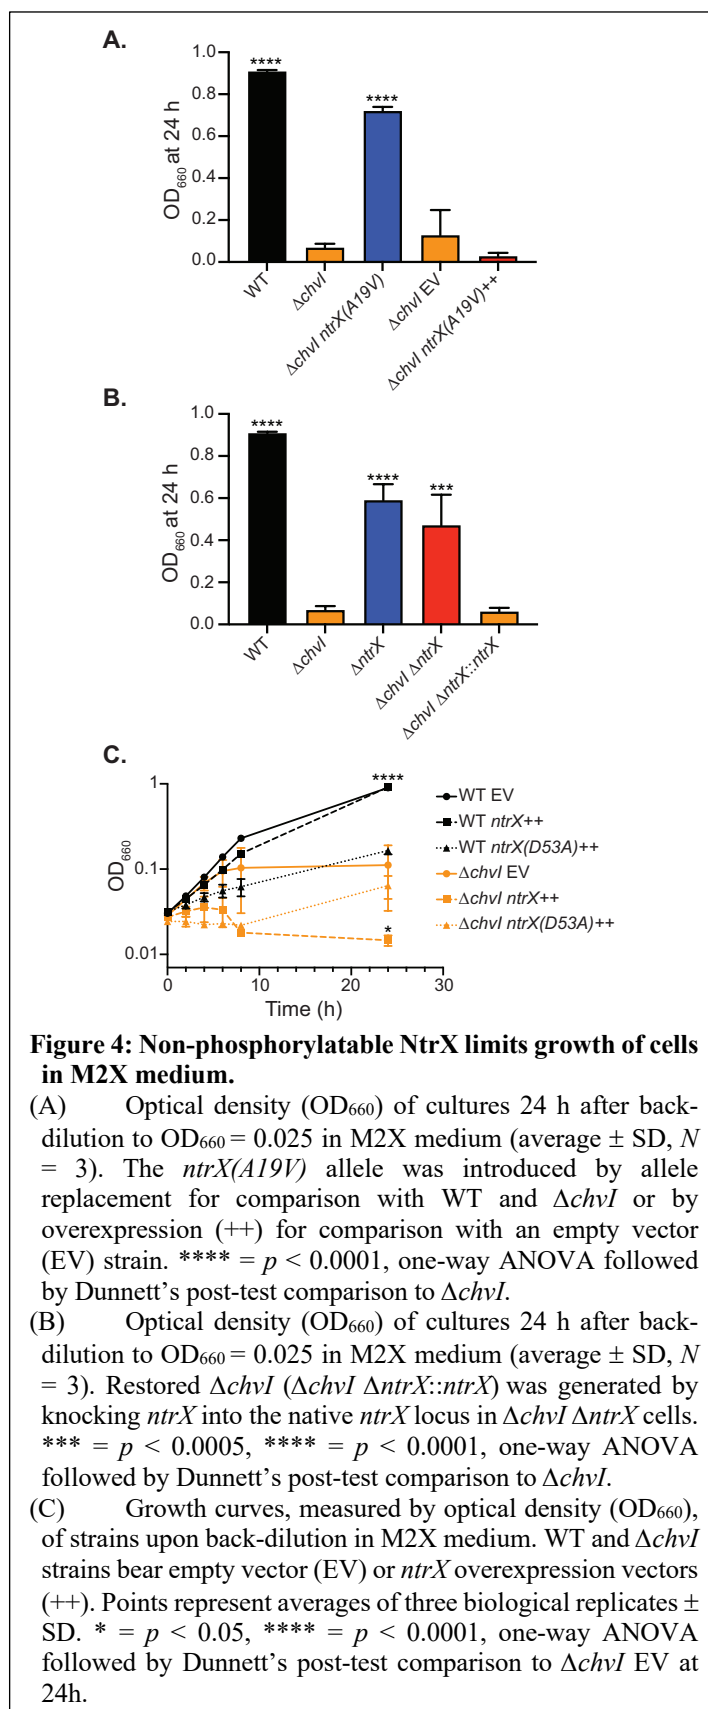 A.
****
****
OD660 at 24 h
1.0
0.8
0.6
0.4
0.2
0.0
WT
ΔchvI
ΔchvI ntrX(A19V)
ΔchvI EV
ΔchvI ntrX(A19V)++
B.
****
****
***
OD660 at 24 h
1.0
0.8
0.6
0.4
0.2
0.0
WT
ΔchvI
ΔntrX
ΔchvI ΔntrX
ΔchvI ΔntrX::ntrX
C.
****
*
OD660
1
0.1
0.01
0
10
20
30
Time (h)
WT EV
WT ntrX++
WT ntrX(D53A)++
ΔchvI EV
ΔchvI ntrX++
ΔchvI ntrX(D53A)++
Figure 4: Non-phosphorylatable NtrX limits growth of cells
in M2X medium.
(A) Optical density (OD660) of cultures 24 h after back-
dilution to OD660 = 0.025 in M2X medium (average ± SD, N
= 3). The ntrX(A19V) allele was introduced by allele
replacement for comparison with WT and ΔchvI or by
overexpression (++) for comparison with an empty vector
(EV) strain. **** = p < 0.0001, one-way ANOVA followed
by Dunnett’s post-test comparison to ΔchvI.
(B) Optical density (OD660) of cultures 24 h after back-
dilution to OD660 = 0.025 in M2X medium (average ± SD, N
= 3). Restored ΔchvI (ΔchvI ΔntrX::ntrX) was generated by
knocking ntrX into the native ntrX locus in ΔchvI ΔntrX cells.
*** = p < 0.0005, **** = p < 0.0001, one-way ANOVA
followed by Dunnett’s post-test comparison to ΔchvI.
(C) Growth curves, measured by optical density (OD660),
of strains upon back-dilution in M2X medium. WT and ΔchvI
strains bear empty vector (EV) or ntrX overexpression vectors
(++). Points represent averages of three biological replicates ±
SD. * = p < 0.05, **** = p < 0.0001, one-way ANOVA
followed by Dunnett’s post-test comparison to ΔchvI EV at
24h.